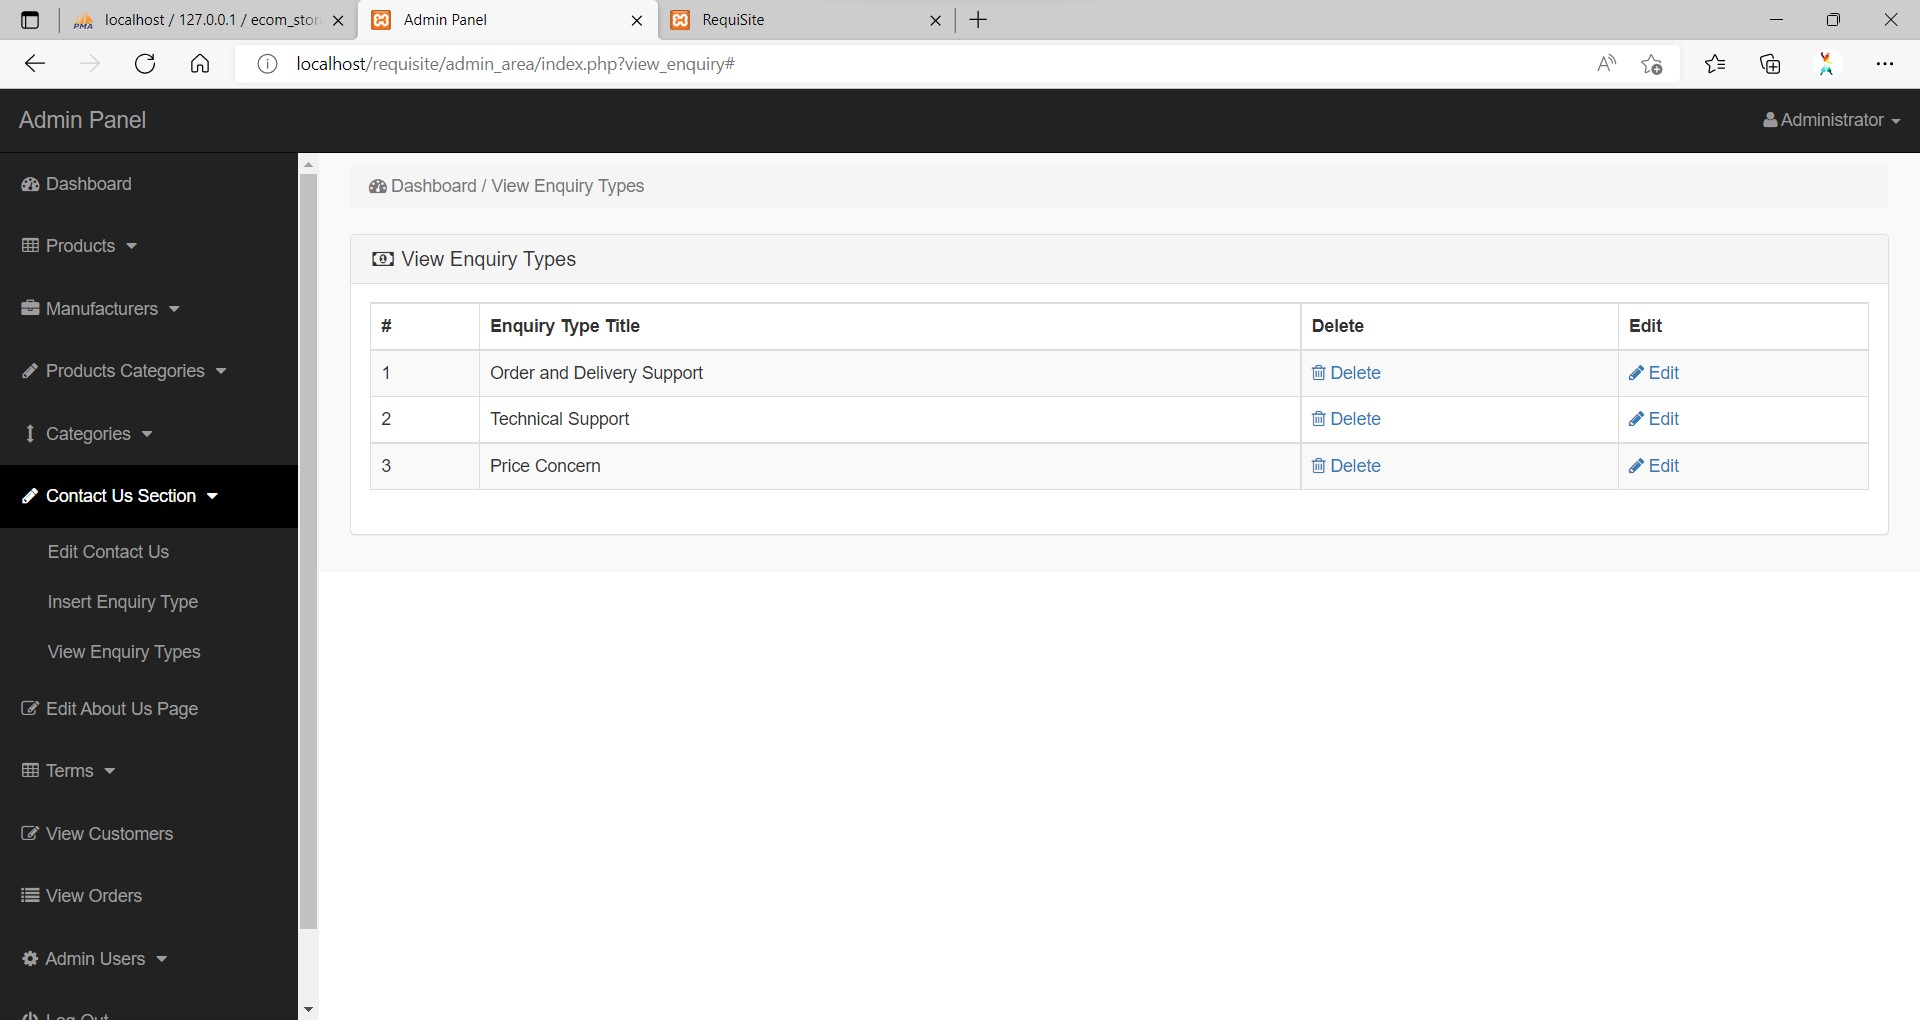 localhost / 127.0.0.1 / ecom_stor
Admin Panel
RequiSite
localhost/requisite/admin_area/index.php?view_enquiry#
Admin Panel
Administrator
Dashboard
Products
Manufacturers
Products Categories
Categories
Contact Us Section
Edit Contact Us
Insert Enquiry Type
View Enquiry Types
Edit About Us Page
Terms
View Customers
View Orders
Admin Users
Log Out
Dashboard / View Enquiry Types
View Enquiry Types
# Enquiry Type Title Delete Edit
1 Order and Delivery Support Delete Edit
2 Technical Support Delete Edit
3 Price Concern Delete Edit